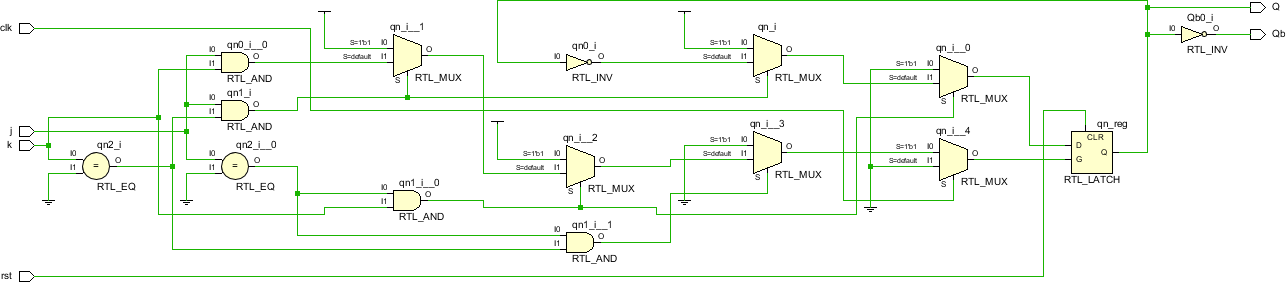 clk
j
k
rst
qn0_i__0
I0
I1
O
RTL_AND
qn1_i
I0
I1
O
RTL_AND
qn2_i
I0
I1
O
=
RTL_EQ
qn2_i__0
I0
I1
O
=
RTL_EQ
qn_i__1
S=1'b1
I0
S=default
I1
O
S
RTL_MUX
qn1_i__0
I0
I1
O
RTL_AND
qn0_i
I0
O
RTL_INV
qn_i__2
S=1'b1
I0
S=default
I1
O
S
RTL_MUX
qn1_i__1
I0
I1
O
RTL_AND
qn_i
S=1'b1
I0
S=default
I1
O
S
RTL_MUX
qn_i__3
S=1'b1
I0
S=default
I1
O
S
RTL_MUX
qn_i__0
S=1'b1
I0
S=default
I1
O
S
RTL_MUX
qn_i__4
S=1'b1
I0
S=default
I1
O
S
RTL_MUX
qn_reg
CLR
D
G
Q
RTL_LATCH
Qb0_i
I0
O
RTL_INV
Q
Qb